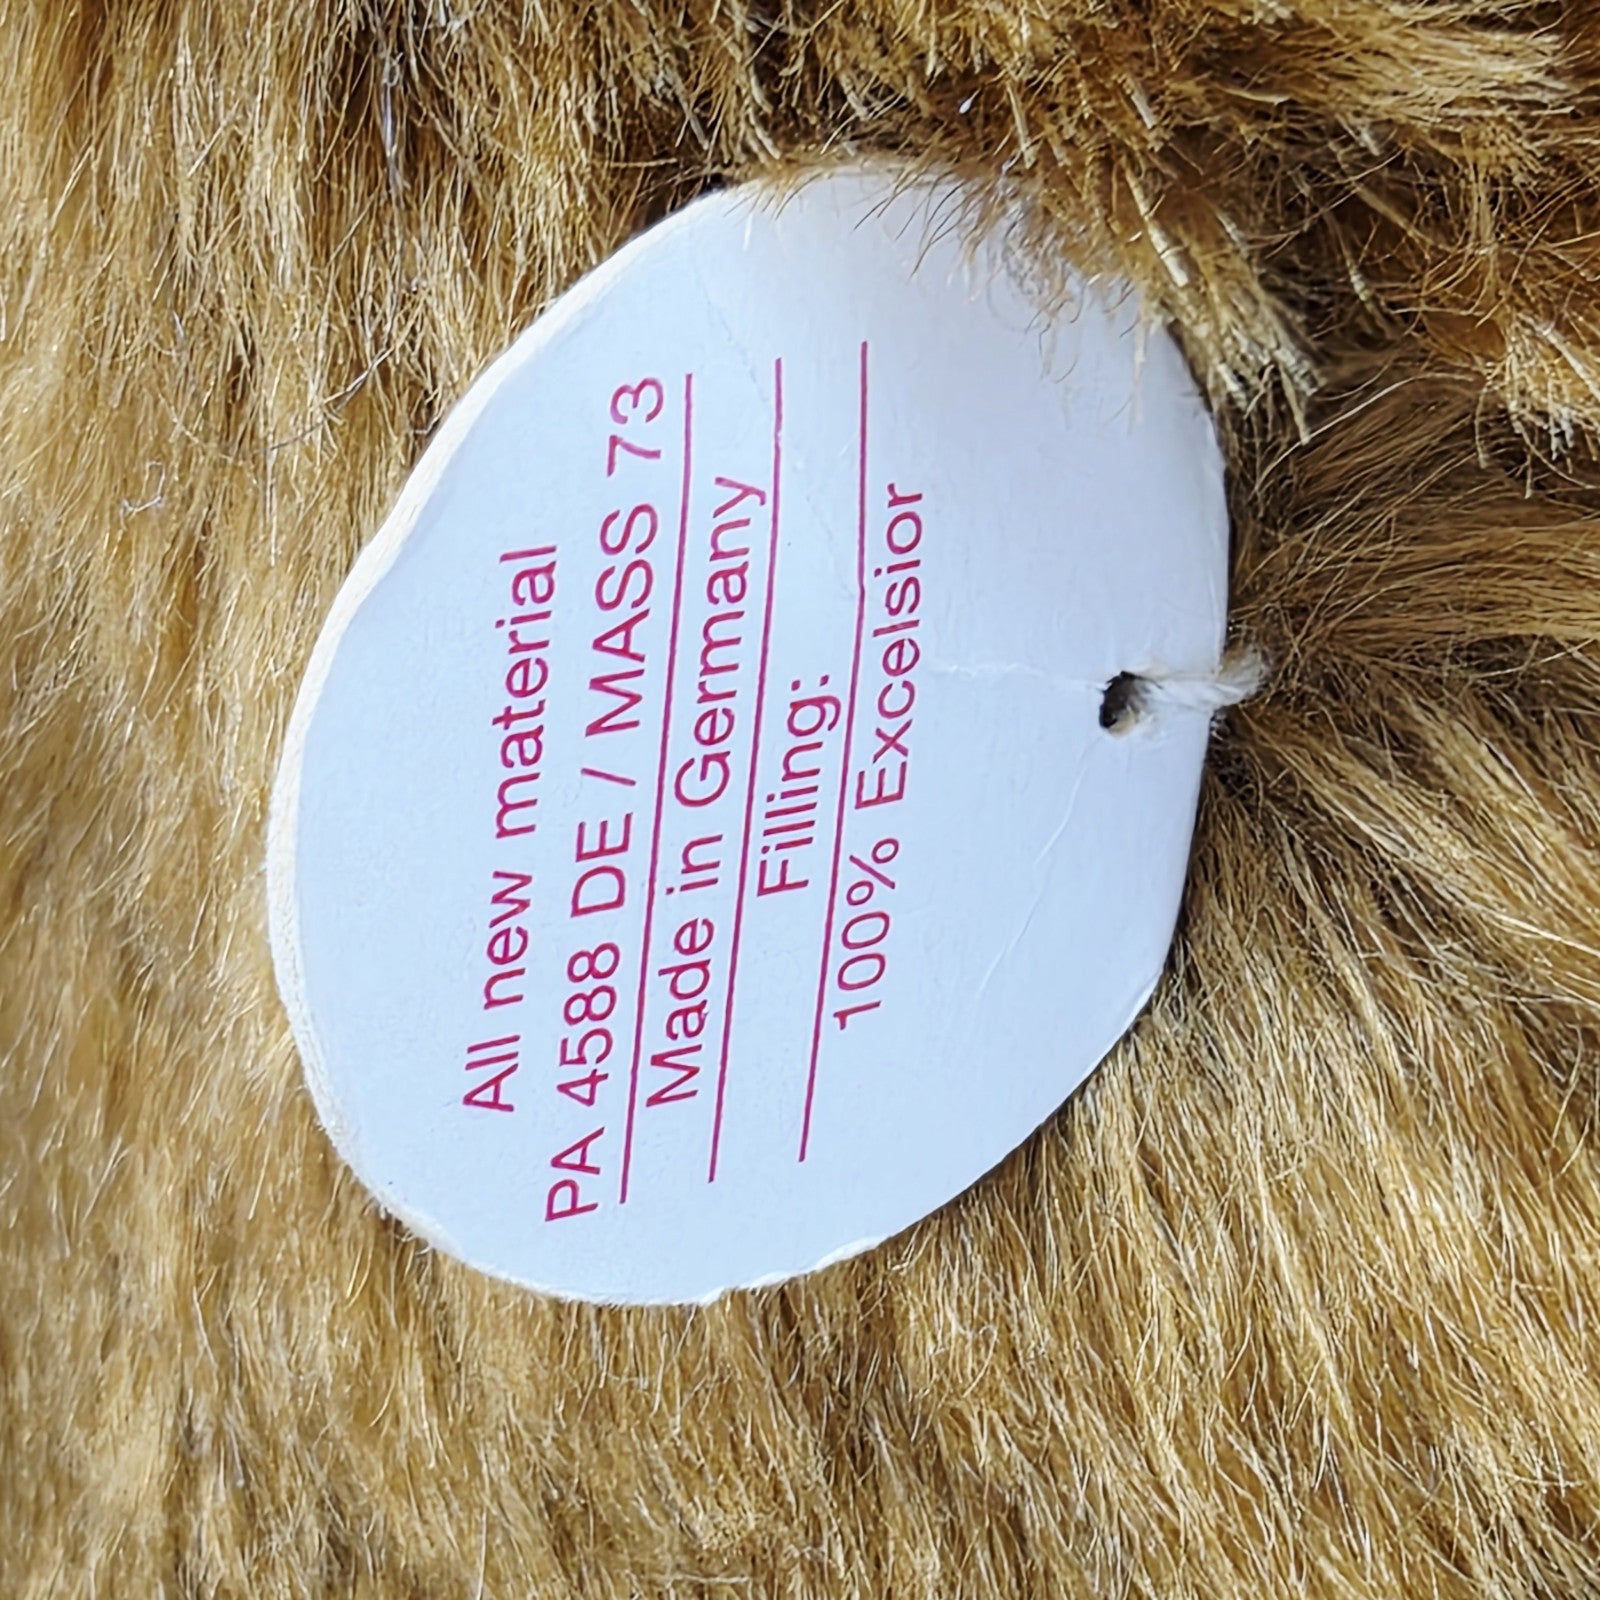 All new material
PA 4588 DE / MASS 73
Made in Germany
Filling:
100% Excelsior